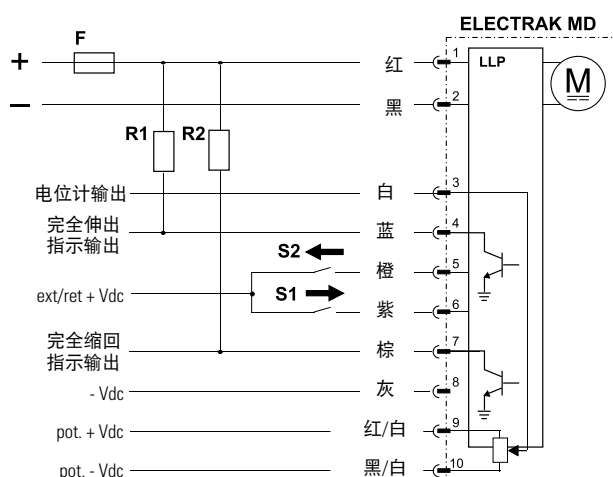 ELECTRAK MD
F
+
红
1
LLP
M
−
黑
2
R1
R2
电位计输出
白
3
完全伸出
指示输出
蓝
4
S2
橙
5
ext/ret + Vdc
S1
紫
6
完全缩回
指示输出
棕
7
- Vdc
灰
8
pot. + Vdc
红/白
9
pot. - Vdc
黑/白
10